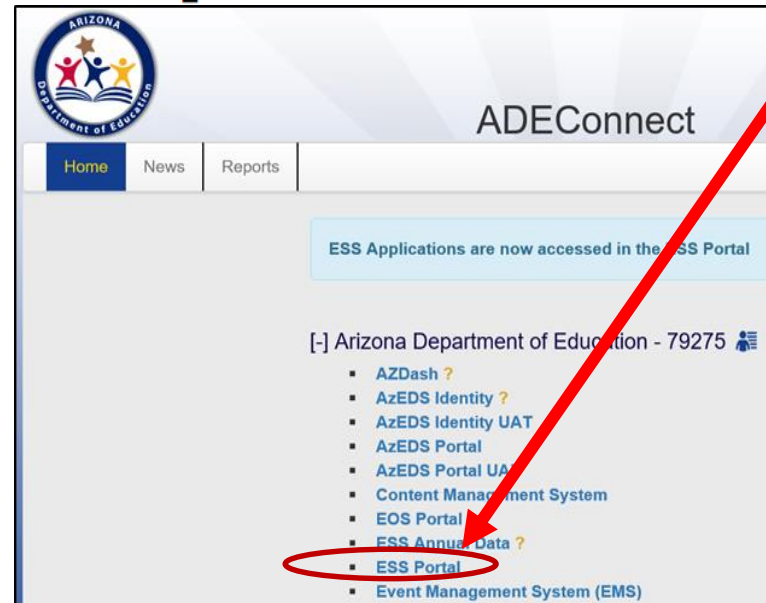 ARIZONA
Department of Education
ADEConnect
Home News Reports
ESS Applications are now accessed in the ESS Portal
[-] Arizona Department of Education - 79275
AZDash ?
AzEDS Identity ?
AzEDS Identity UAT
AzEDS Portal
AzEDS Portal UAT
Content Management System
EOS Portal
ESS Annual Data ?
ESS Portal
Event Management System (EMS)